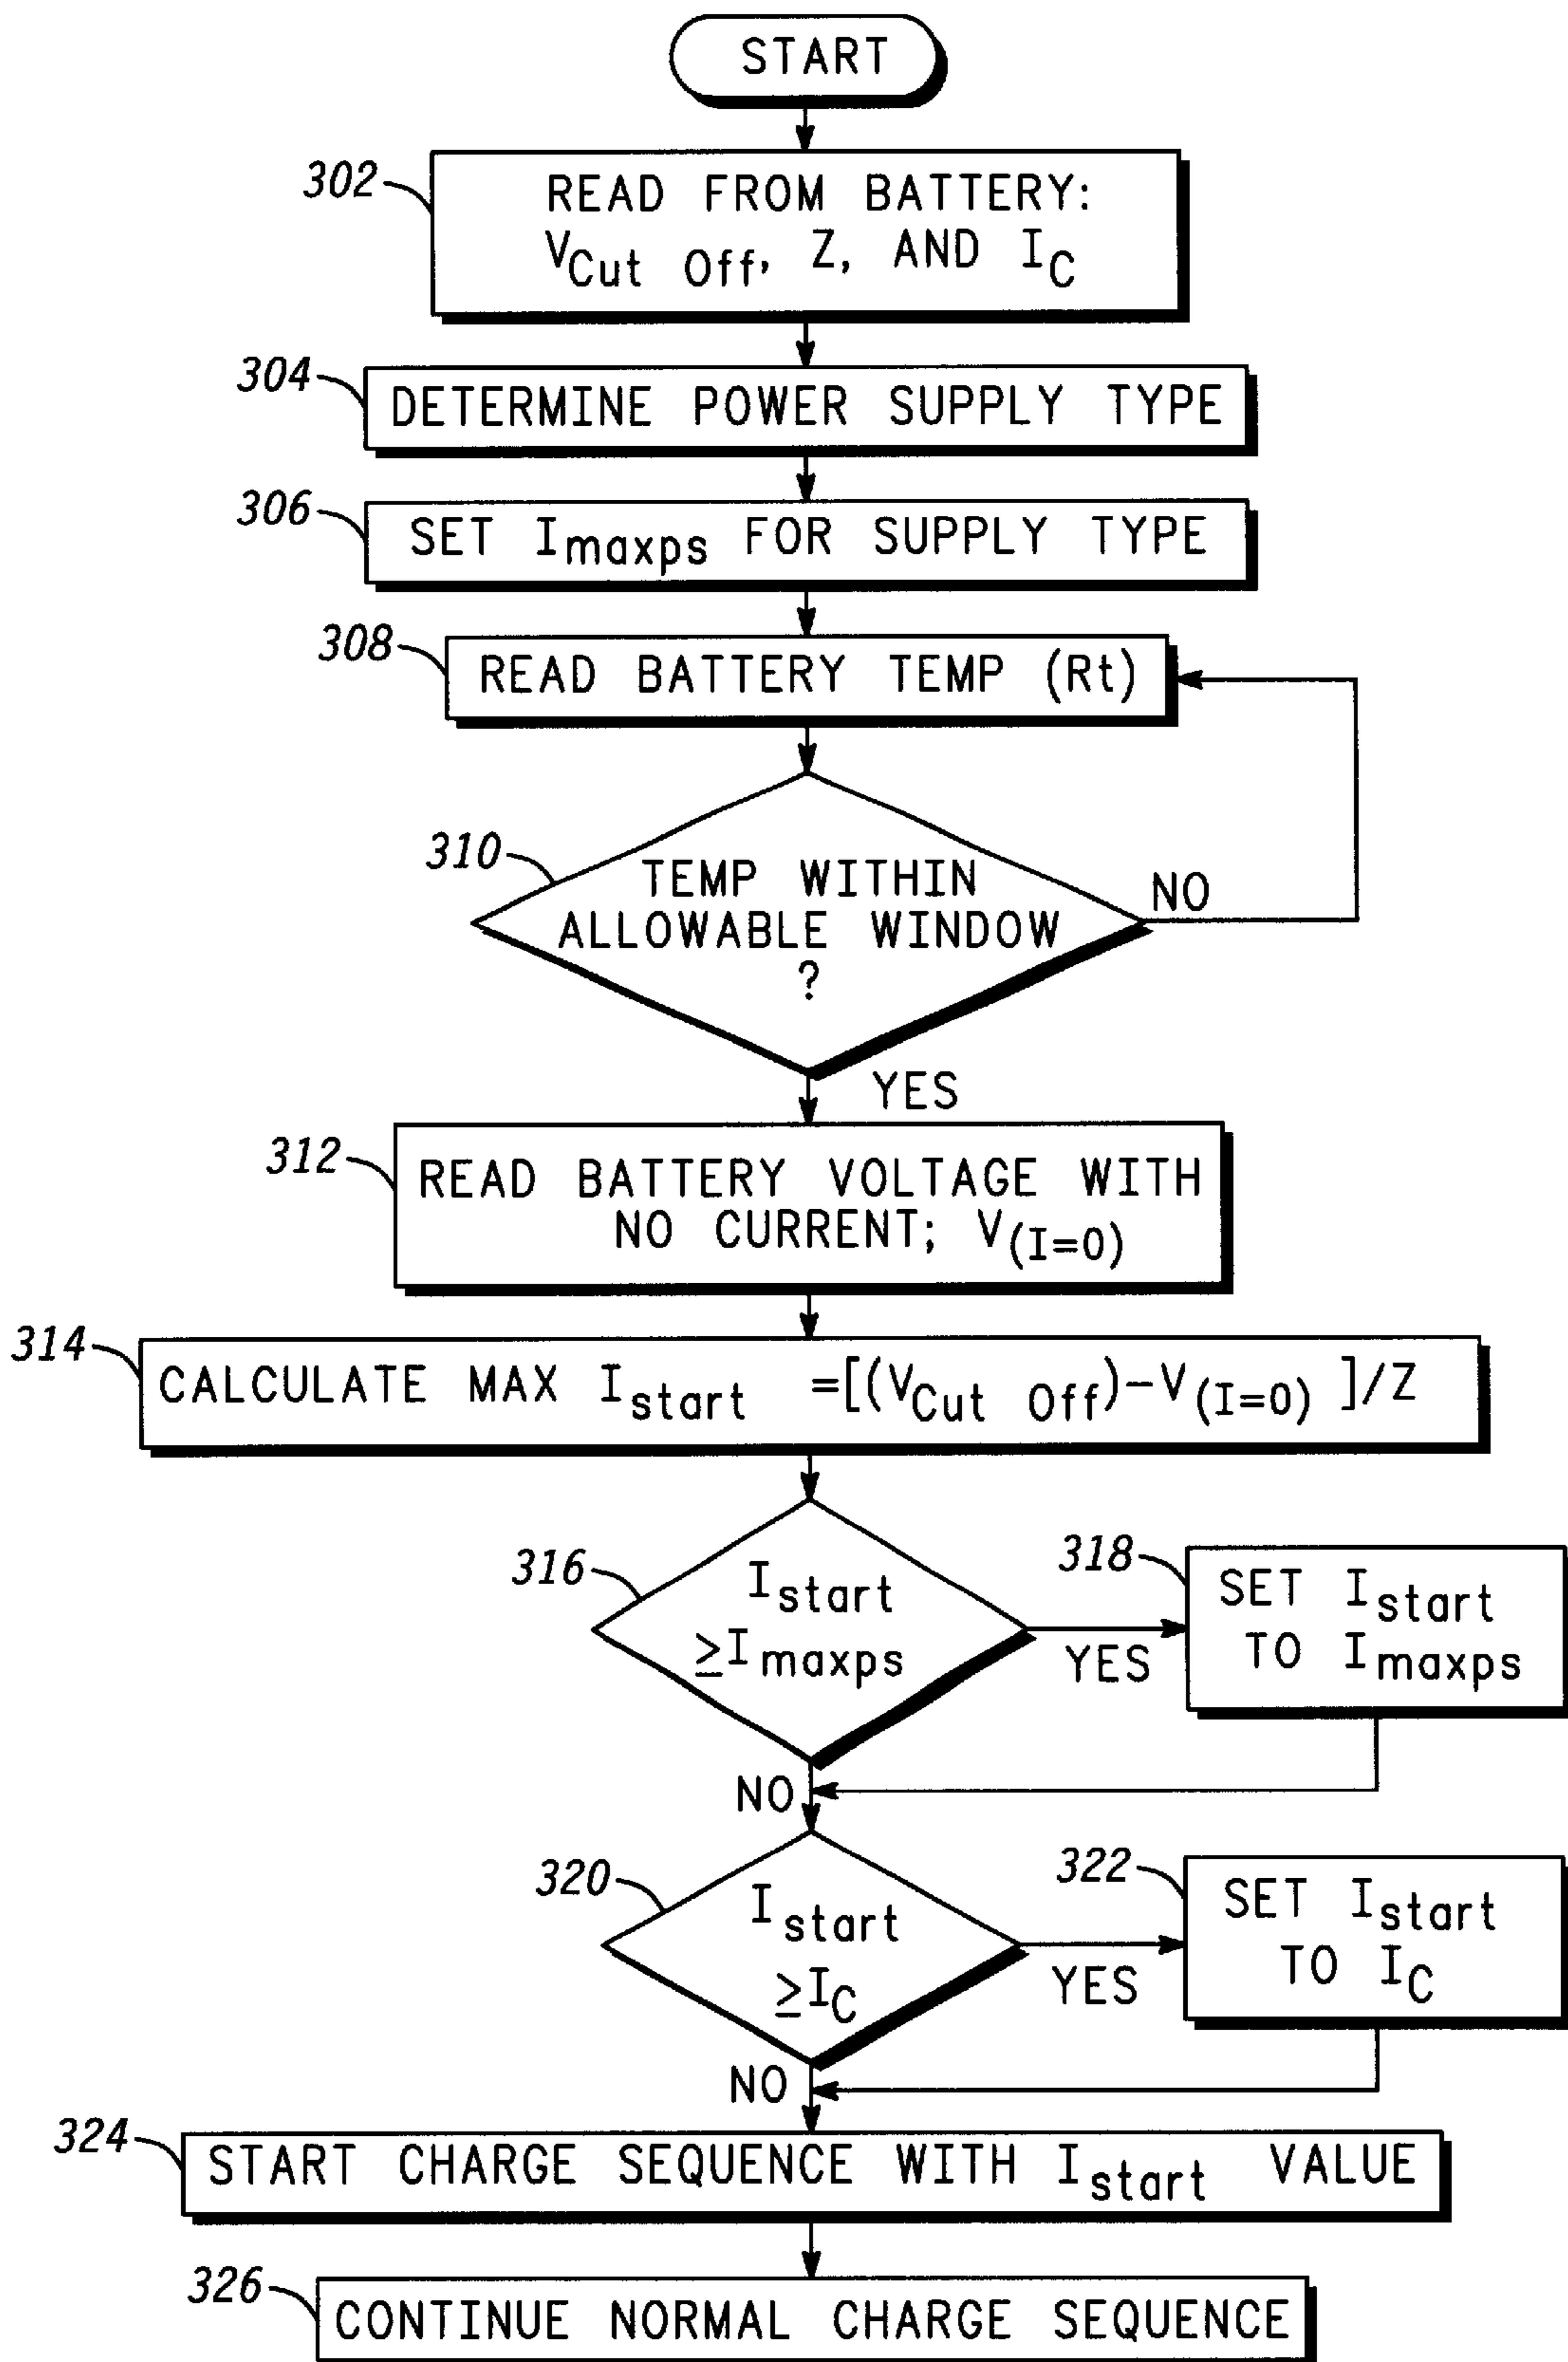 START
302
READ FROM BATTERY:
VCut Off, Z, AND IC
304
DETERMINE POWER SUPPLY TYPE
306
SET Imaxps FOR SUPPLY TYPE
308
READ BATTERY TEMP (Rt)
310
TEMP WITHIN
ALLOWABLE WINDOW
?
NO
YES
312
READ BATTERY VOLTAGE WITH
NO CURRENT; V(I=0)
314
CALCULATE MAX Istart =[(VCut Off)-V(I=0) ]/Z
316
Istart
≥Imaxps
YES
318
SET Istart
TO Imaxps
NO
320
Istart
≥IC
YES
322
SET Istart
TO IC
NO
324
START CHARGE SEQUENCE WITH Istart VALUE
326
CONTINUE NORMAL CHARGE SEQUENCE